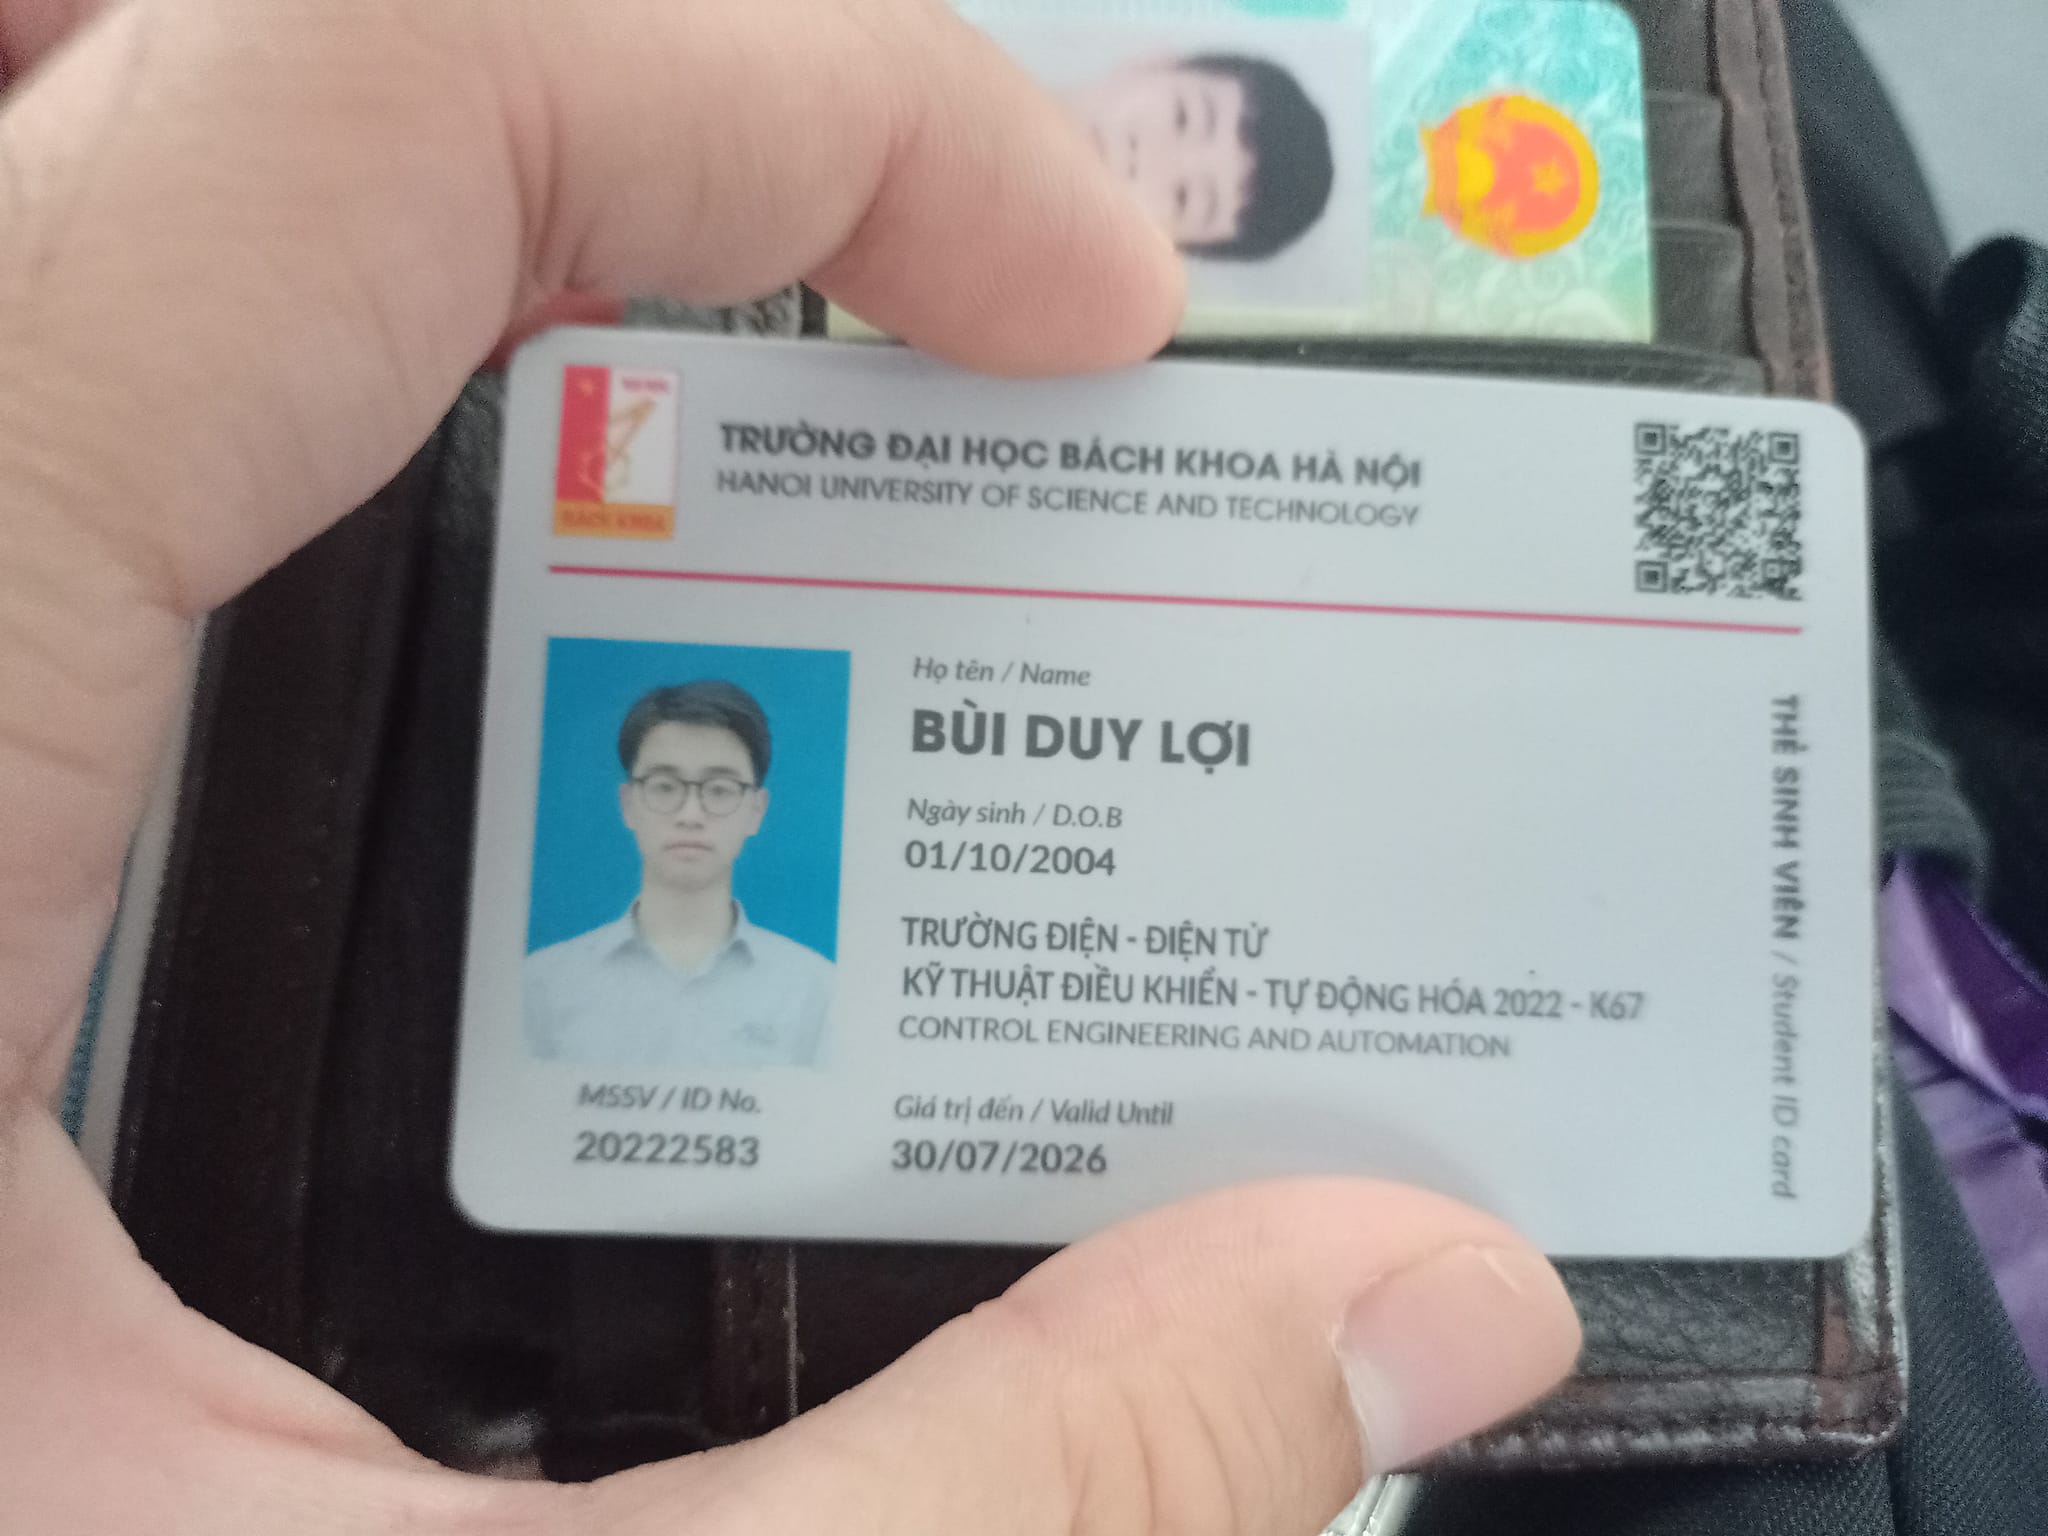 TRƯỜNG ĐẠI HỌC BÁCH KHOA HÀ NỘI
HANOI UNIVERSITY OF SCIENCE AND TECHNOLOGY
BÁCH KHOA
Họ tên / Name
BÙI DUY LỢI
Ngày sinh / D.O.B
01/10/2004
TRƯỜNG ĐIỆN - ĐIỆN TỬ
KỸ THUẬT ĐIỀU KHIỂN - TỰ ĐỘNG HÓA 2022 - K67
CONTROL ENGINEERING AND AUTOMATION
MSSV / ID No.
20222583
Giá trị đến / Valid Until
30/07/2026
THẺ SINH VIÊN / Student ID card